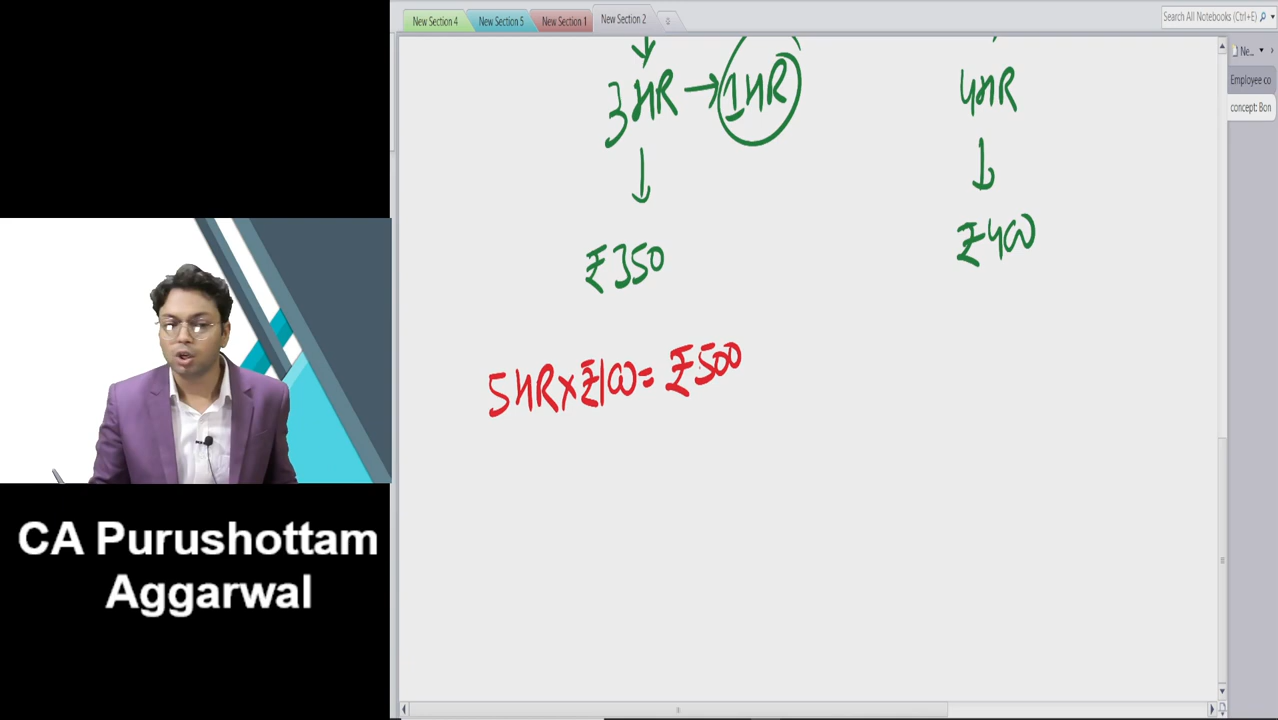 New Section 4 New Section 5 New Section 1 New Section 2
Search All Notebooks (Ctrl+E)
Ne...
Employee co
concept: Bon
3HR → 1HR
4HR
₹350
₹400
5HR×₹100= ₹500
CA Purushottam
Aggarwal